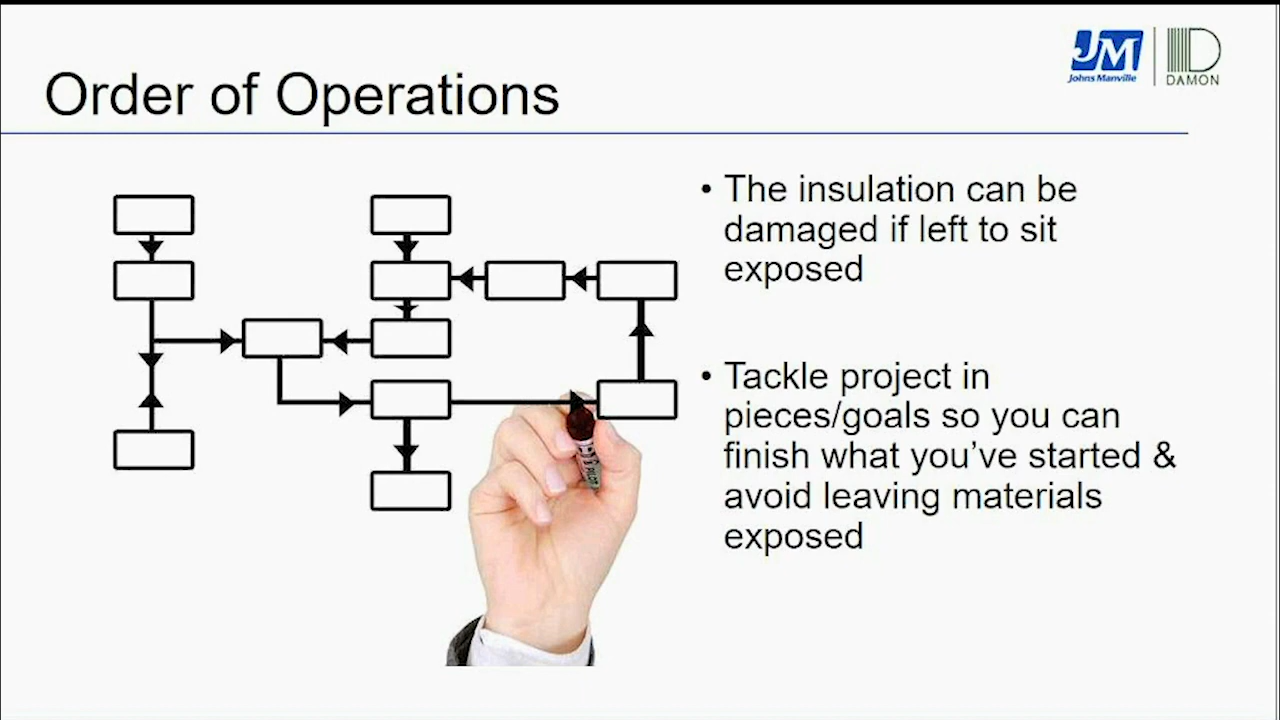 JM
Johns Manville
DAMON
Order of Operations
• The insulation can be
damaged if left to sit
exposed
• Tackle project in
pieces/goals so you can
finish what you've started &
avoid leaving materials
exposed